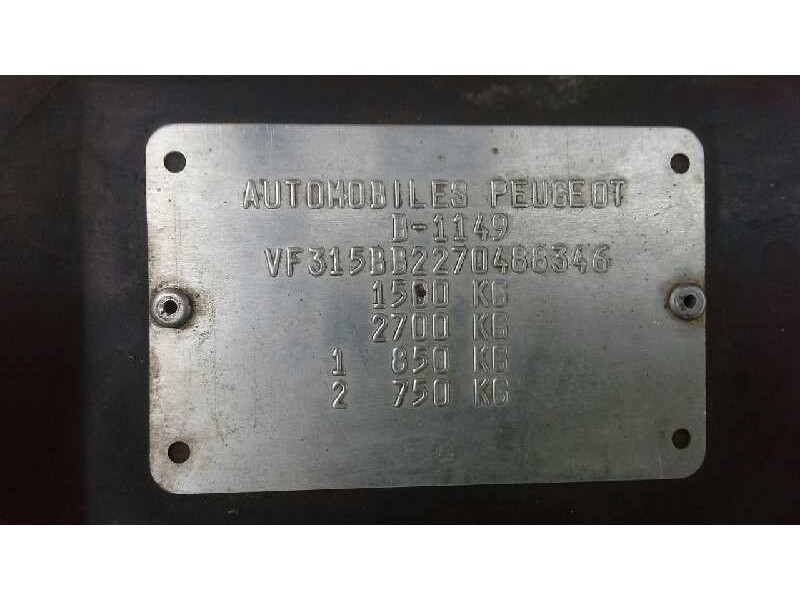 AUTOMOBILES PEUGEOT
D-1149
VF315BB2270488346
1500 KG
2700 KG
1 850 KG
2 750 KG